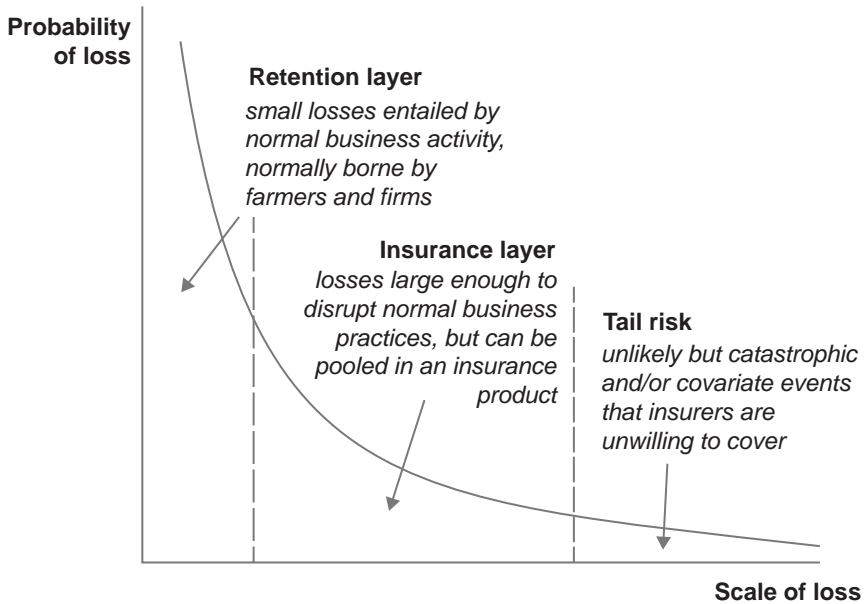 Probability
of loss
Retention layer
small losses entailed by
normal business activity,
normally borne by
farmers and firms
Insurance layer
losses large enough to
disrupt normal business
practices, but can be
pooled in an insurance
product
Tail risk
unlikely but catastrophic
and/or covariate events
that insurers are
unwilling to cover
Scale of loss